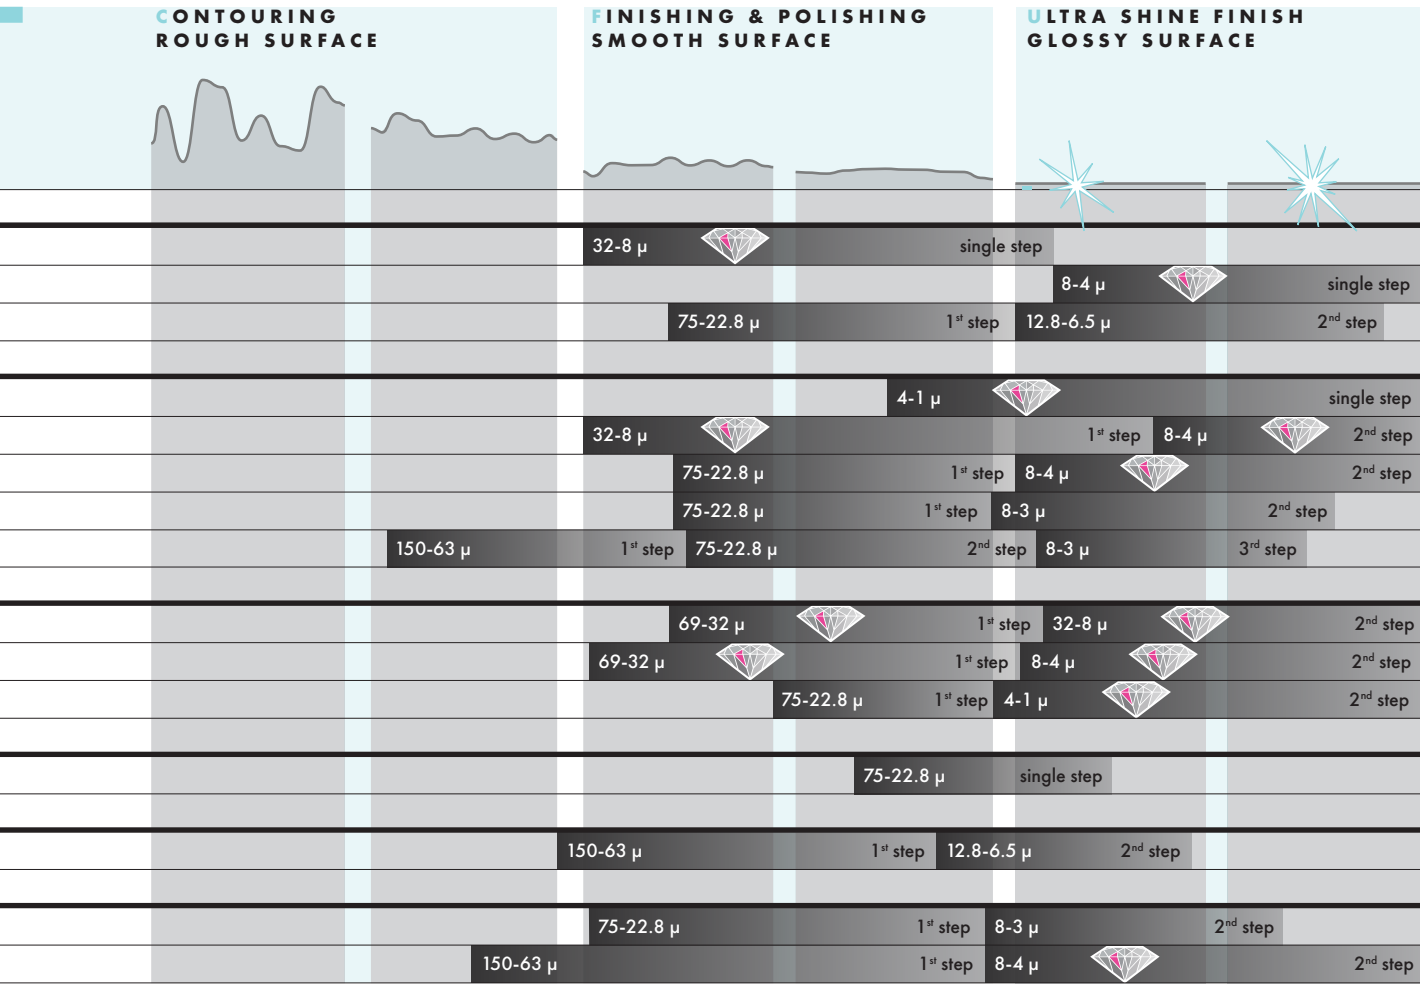 CONTOURING
ROUGH SURFACE
FINISHING & POLISHING
SMOOTH SURFACE
ULTRA SHINE FINISH
GLOSSY SURFACE
32-8 µ single step
8-4 µ single step
75-22.8 µ 1st step 12.8-6.5 µ 2nd step
4-1 µ single step
32-8 µ 1st step 8-4 µ 2nd step
75-22.8 µ 1st step 8-4 µ 2nd step
75-22.8 µ 1st step 8-3 µ 2nd step
150-63 µ 1st step 75-22.8 µ 2nd step 8-3 µ 3rd step
69-32 µ 1st step 32-8 µ 2nd step
69-32 µ 1st step 8-4 µ 2nd step
75-22.8 µ 1st step 4-1 µ 2nd step
75-22.8 µ single step
150-63 µ 1st step 12.8-6.5 µ 2nd step
75-22.8 µ 1st step 8-3 µ 2nd step
150-63 µ 1st step 8-4 µ 2nd step